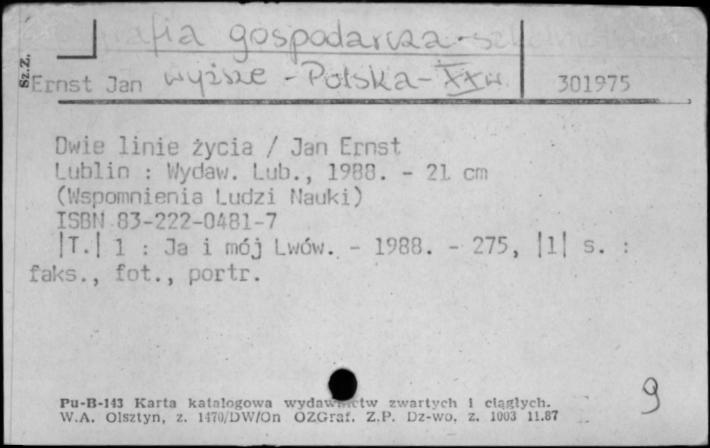 grafia gospodarcza - szkolnictwo
Sz.Z.
Ernst Jan wyższe - Polska - XX w. 301975
Dwie linie życia / Jan Ernst
Lublin : Wydaw. Lub., 1988. - 21 cm
(Wspomnienia Ludzi Nauki)
ISBN 83-222-0481-7
|T.| 1 : Ja i mój Lwów. - 1988. - 275, |1| s. :
faks., fot., portr.
9
Pu-B-143 Karta katalogowa wydawnictw zwartych i ciągłych.
W.A. Olsztyn, z. 1470/DW/On OZGraf. Z.P. Dz-wo, z. 1003 11.87